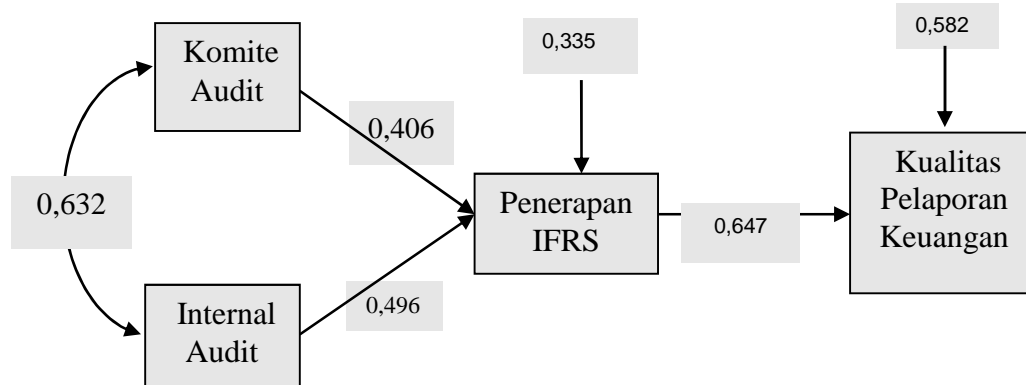 Komite
Audit
0,335
0,582
0,406
0,632
Penerapan
IFRS
0,647
Kualitas
Pelaporan
Keuangan
Internal
Audit
0,496